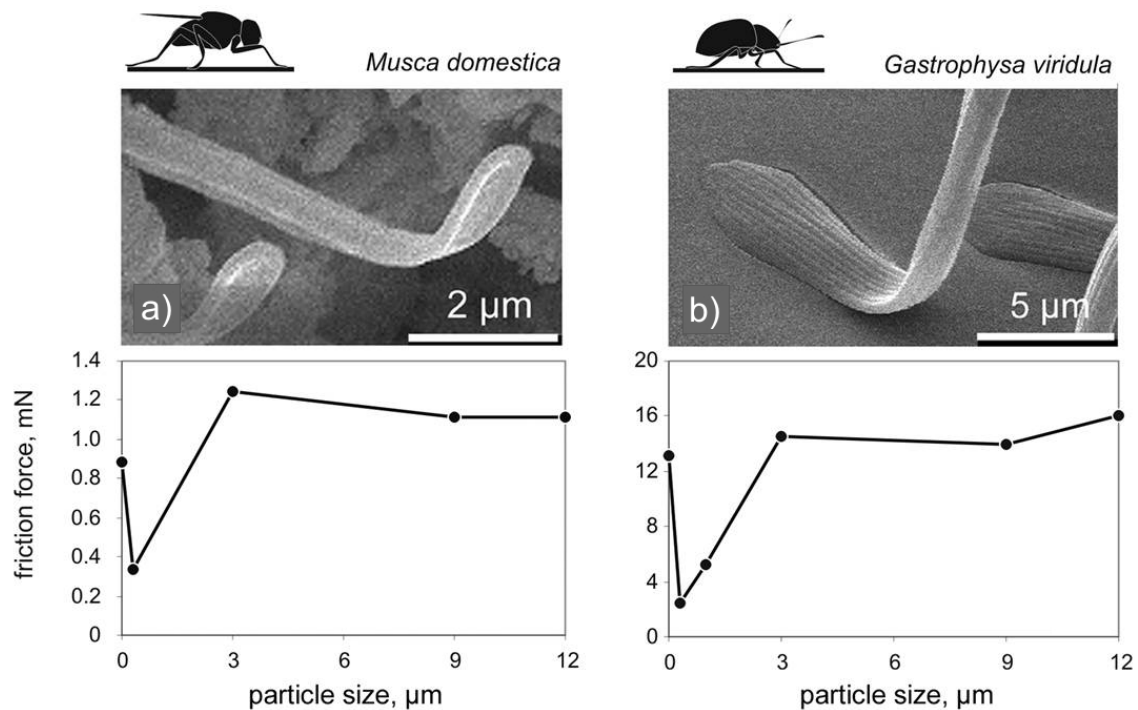 Musca domestica
Gastrophysa viridula
a)
2 μm
b)
5 μm
friction force, mN
1.4
1.2
1.0
0.8
0.6
0.4
0.2
0
0
3
6
9
12
particle size, μm
20
16
12
8
4
0
0
3
6
9
12
particle size, μm